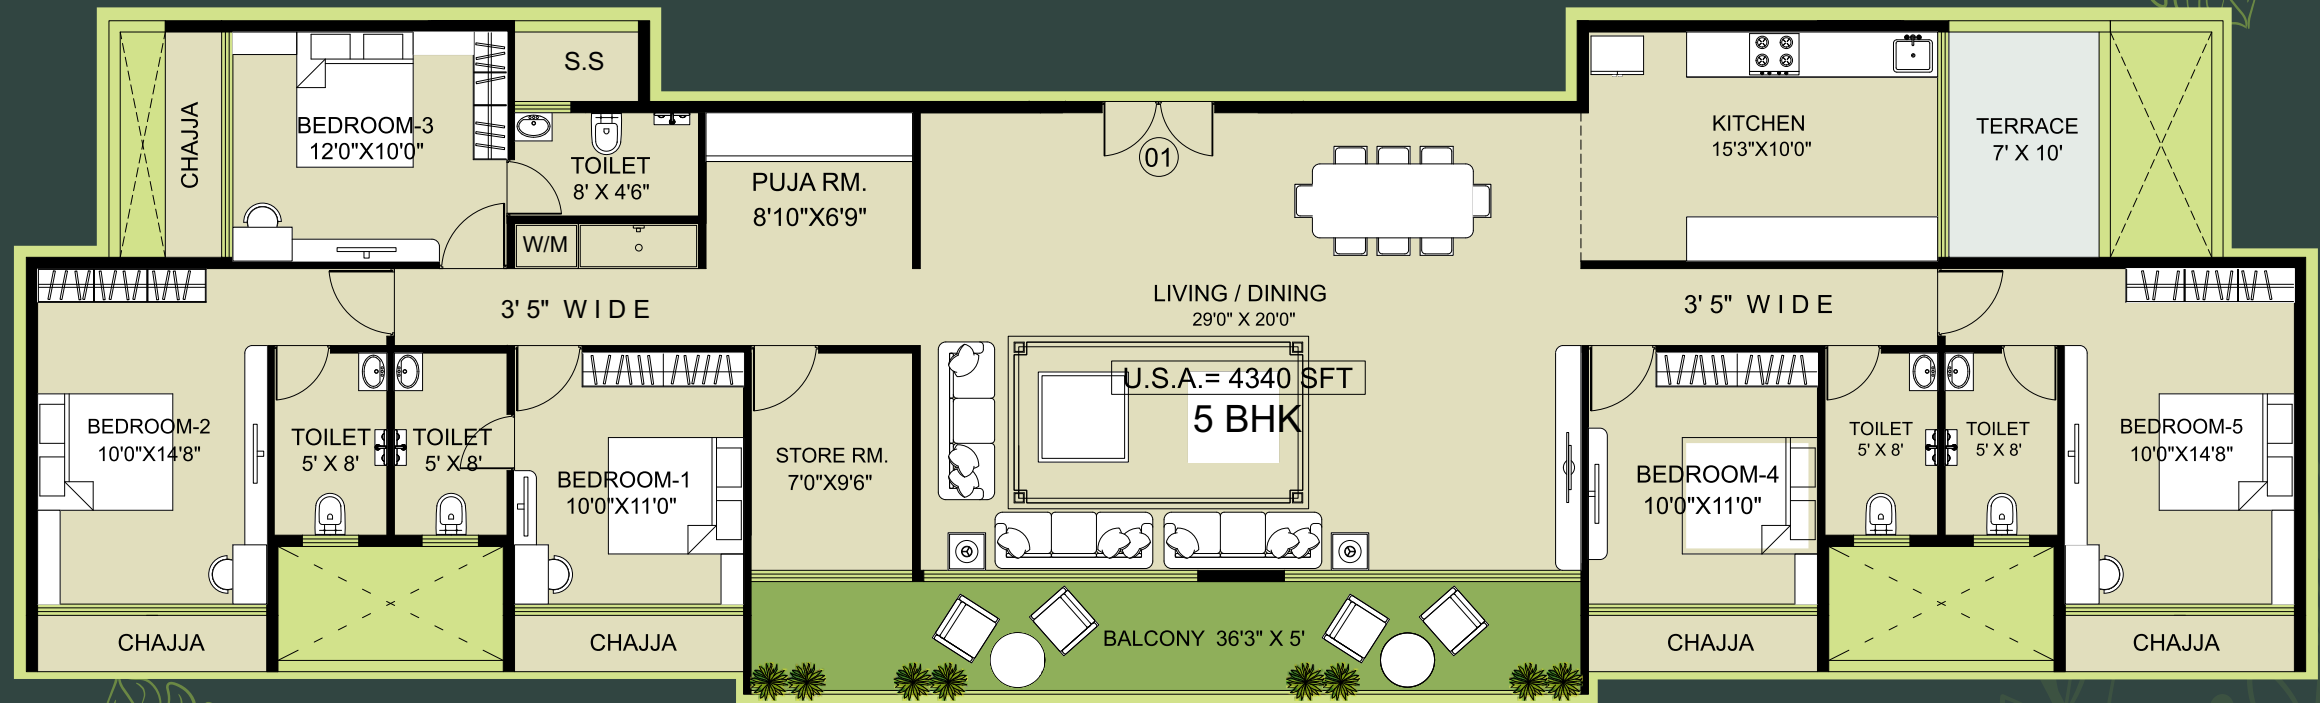 S.S
CHAJJA
BEDROOM-3
12'0"X10'0"
TOILET
8' X 4'6"
W/M
PUJA RM.
8'10"X6'9"
01
KITCHEN
15'3"X10'0"
TERRACE
7' X 10'
3' 5" WIDE
LIVING / DINING
29'0" X 20'0"
3' 5" WIDE
U.S.A.= 4340 SFT
5 BHK
BEDROOM-2
10'0"X14'8"
TOILET
5' X 8'
TOILET
5' X 8'
BEDROOM-1
10'0"X11'0"
STORE RM.
7'0"X9'6"
BEDROOM-4
10'0"X11'0"
TOILET
5' X 8'
TOILET
5' X 8'
BEDROOM-5
10'0"X14'8"
CHAJJA
CHAJJA
BALCONY 36'3" X 5'
CHAJJA
CHAJJA